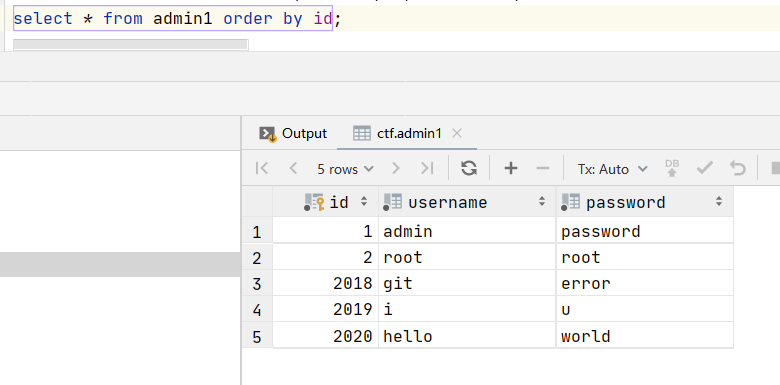 select * from admin1 order by id;
Output ctf.admin1
5 rows Tx: Auto DB
id username password
1 1 admin password
2 2 root root
3 2018 git error
4 2019 i u
5 2020 hello world